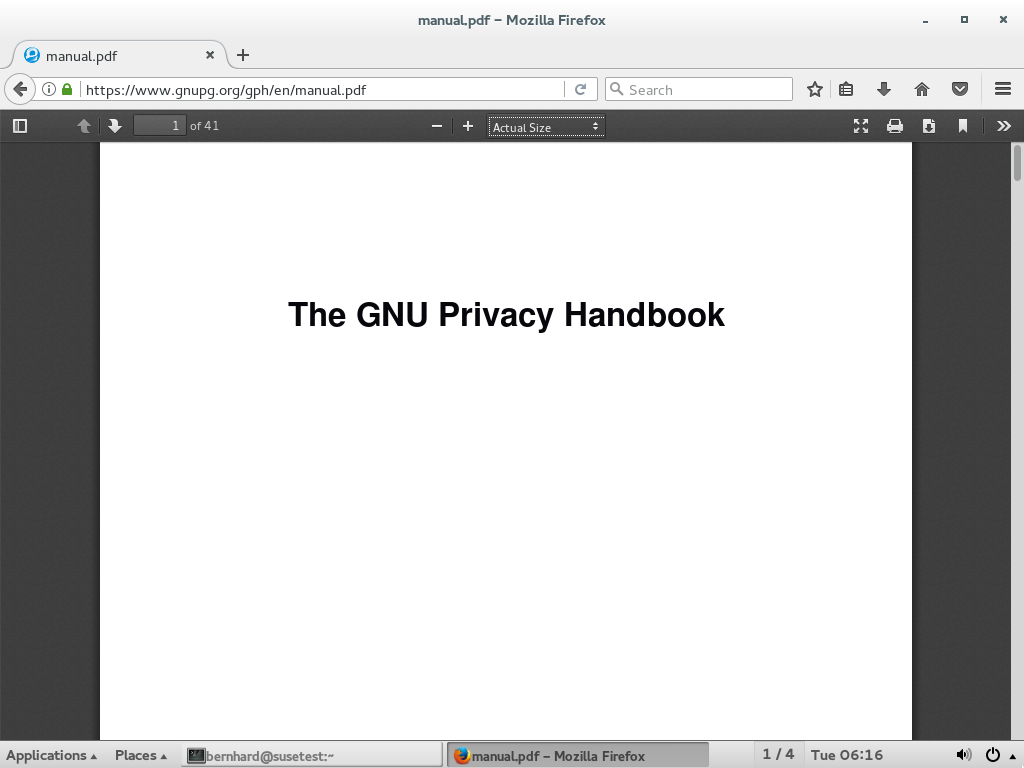 manual.pdf – Mozilla Firefox
manual.pdf
https://www.gnupg.org/gph/en/manual.pdf
Search
1 of 41
Actual Size
The GNU Privacy Handbook
Applications
Places
bernhard@susetest:~
manual.pdf – Mozilla Firefox
1 / 4
Tue 06:16